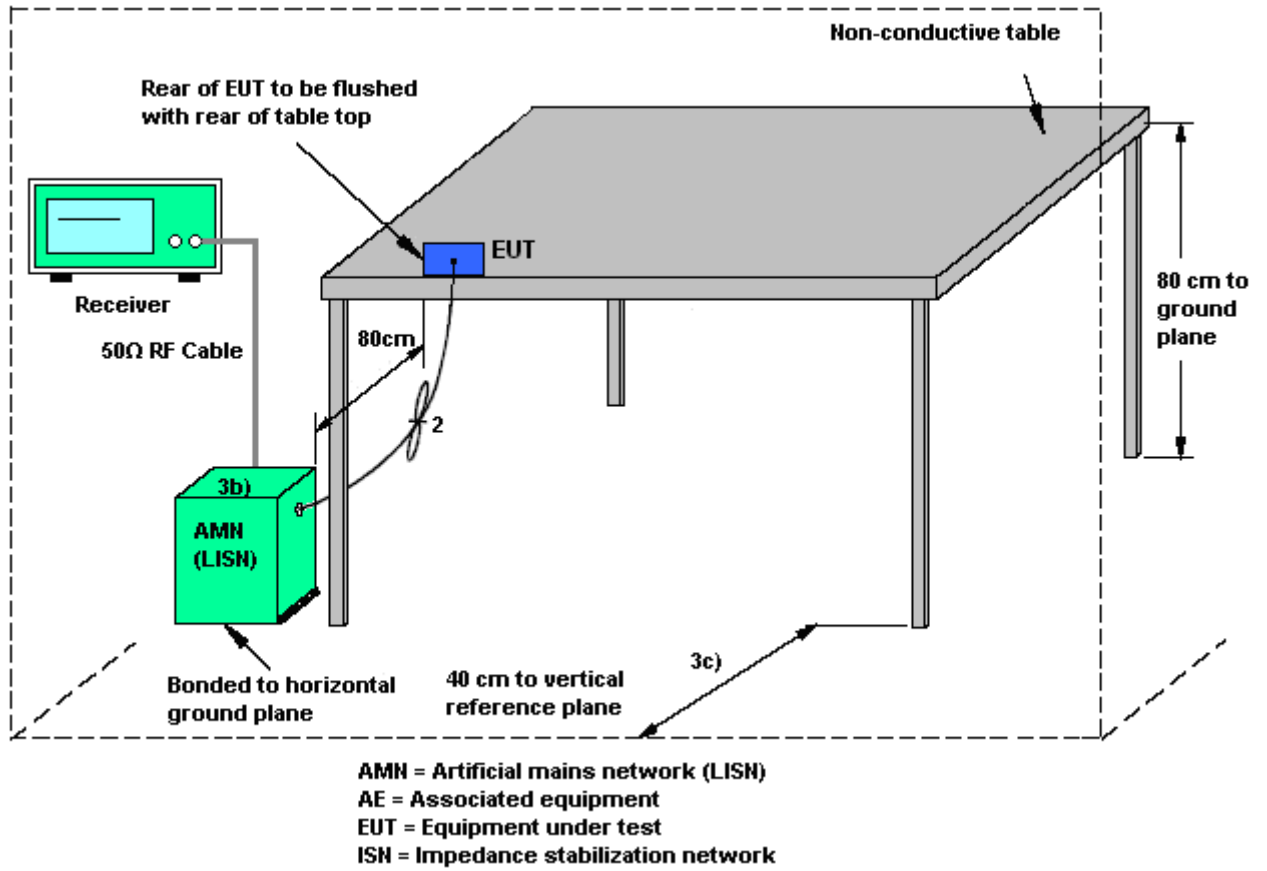 Non-conductive table
Rear of EUT to be flushed
with rear of table top
EUT
Receiver
80 cm to
ground
plane
80cm
50Ω RF Cable
2
3b)
AMN
(LISN)
3c)
Bonded to horizontal
ground plane
40 cm to vertical
reference plane
AMN = Artificial mains network (LISN)
AE = Associated equipment
EUT = Equipment under test
ISN = Impedance stabilization network